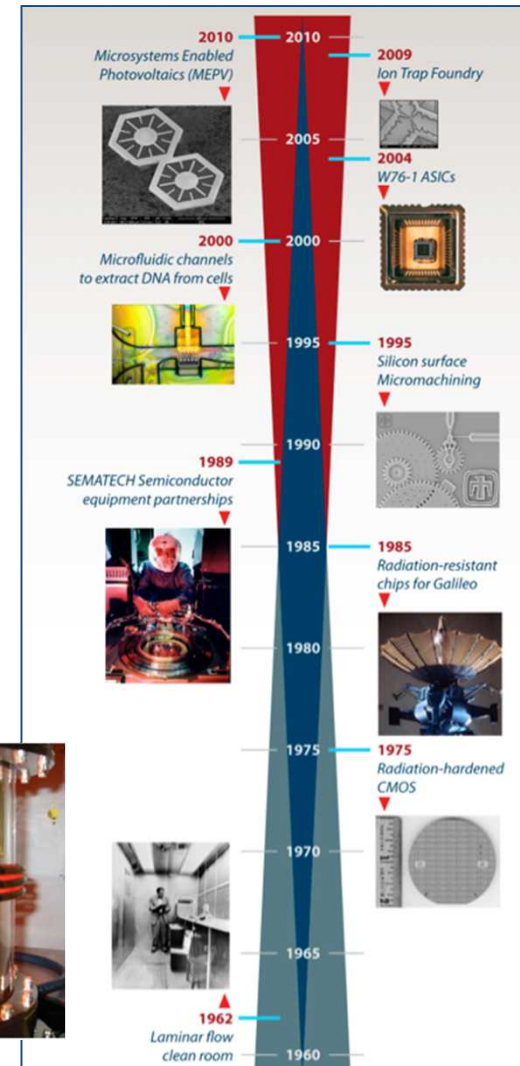 2010
Microsystems Enabled
Photovoltaics (MEPV)
2010
2009
Ion Trap Foundry
2005
2004
W76-1 ASICs
2000
Microfluidic channels
to extract DNA from cells
2000
1995
1995
Silicon surface
Micromachining
1990
1989
SEMATECH Semiconductor
equipment partnerships
1985
1985
Radiation-resistant
chips for Galileo
1980
1975
1975
Radiation-hardened
CMOS
1970
1965
1962
Laminar flow
clean room
1960